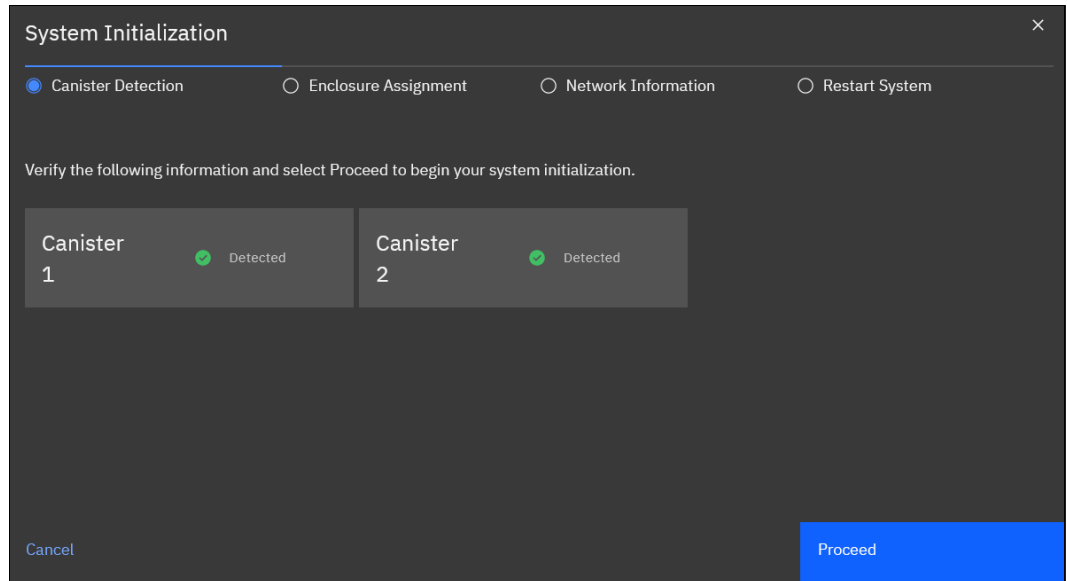 System Initialization
Canister Detection
Enclosure Assignment
Network Information
Restart System
Verify the following information and select Proceed to begin your system initialization.
Canister
1
Detected
Canister
2
Detected
Cancel
Proceed